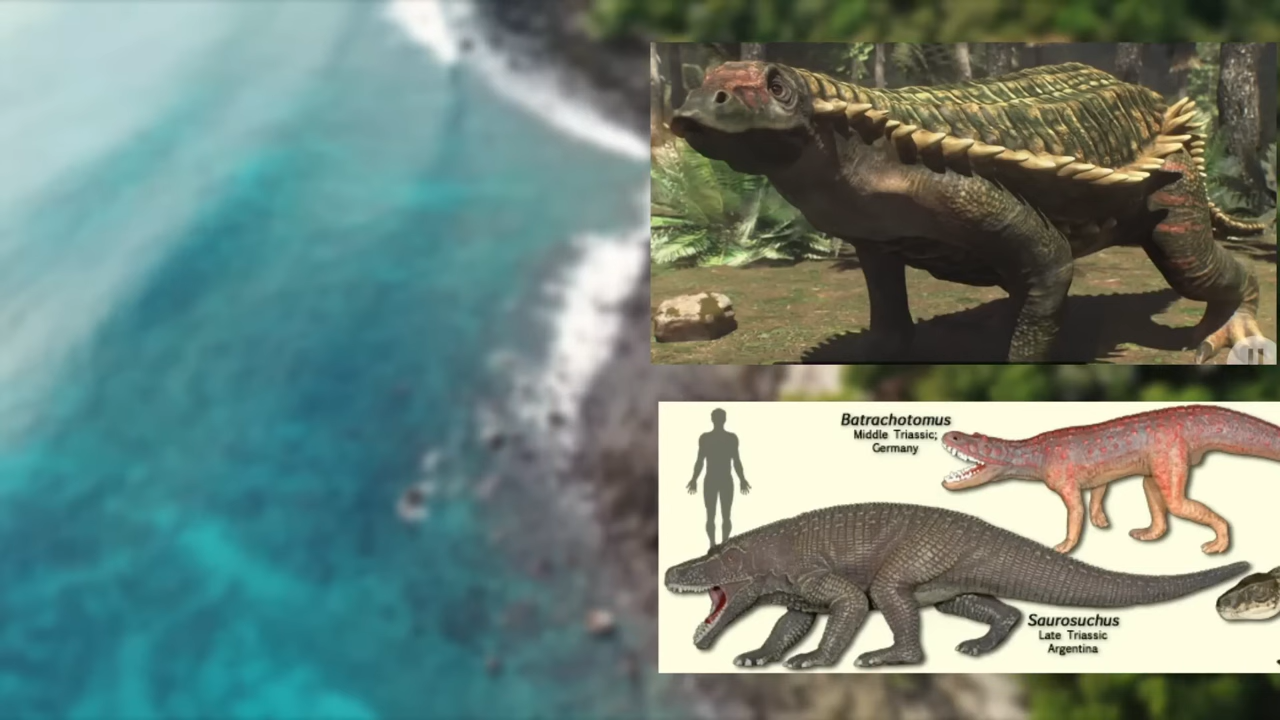 Batrachotomus
Middle Triassic;
Germany
Saurosuchus
Late Triassic
Argentina